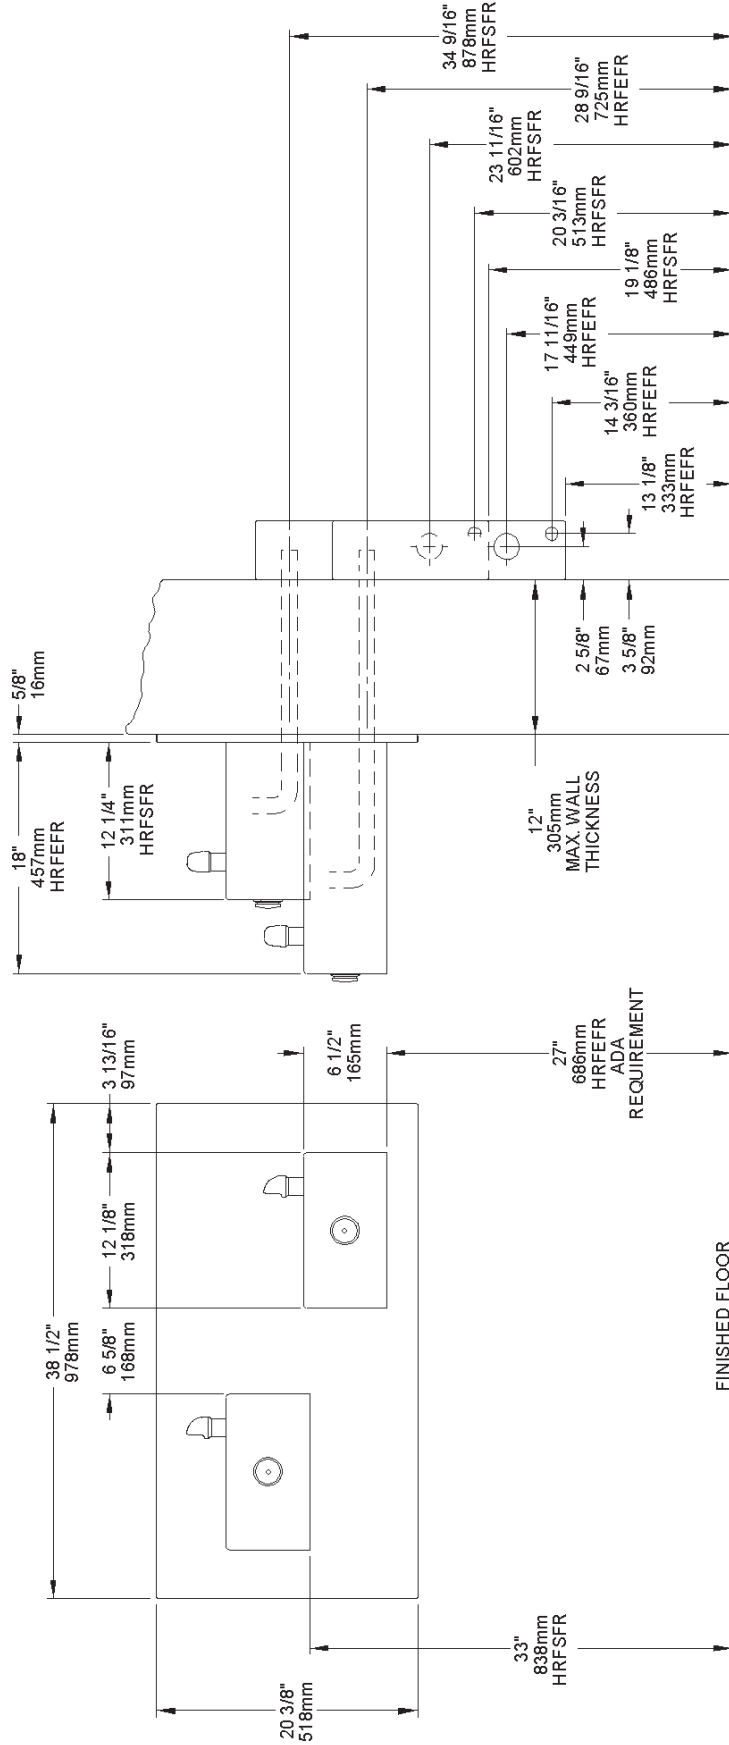 34 9/16"
878mm
HRFSFR
28 9/16"
725mm
HRFEFR
23 11/16"
602mm
HRFSFR
20 3/16"
513mm
HRFSFR
19 1/8"
486mm
HRFSFR
17 11/16"
449mm
HRFEFR
14 3/16"
360mm
HRFEFR
13 1/8"
333mm
HRFEFR
2 5/8"
67mm
3 5/8"
92mm
5/8"
16mm
18"
457mm
HRFEFR
12 1/4"
311mm
HRFSFR
12"
305mm
MAX. WALL
THICKNESS
3 13/16"
97mm
6 1/2"
165mm
27"
686mm
HRFEFR
ADA
REQUIREMENT
12 1/8"
318mm
38 1/2"
978mm
6 5/8"
168mm
FINISHED FLOOR
33"
838mm
HRFSFR
20 3/8"
518mm